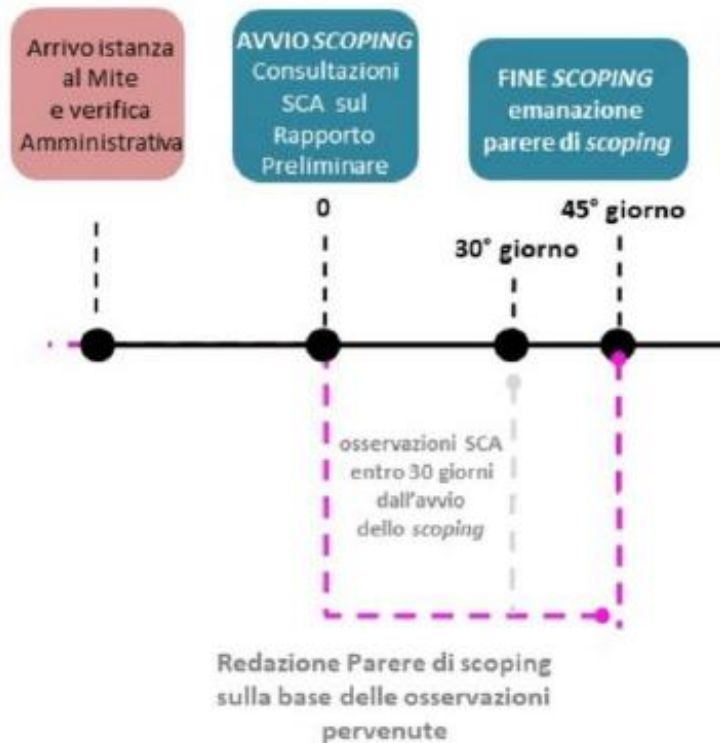 Arrivo istanza
al Mite
e verifica
Amministrativa
AVVIO SCOPING
Consultazioni
SCA sul
Rapporto
Preliminare
FINE SCOPING
emanazione
parere di scoping
0
30° giorno
45° giorno
osservazioni SCA
entro 30 giorni
dall'avvio
dello scoping
Redazione Parere di scoping
sulla base delle osservazioni
pervenute